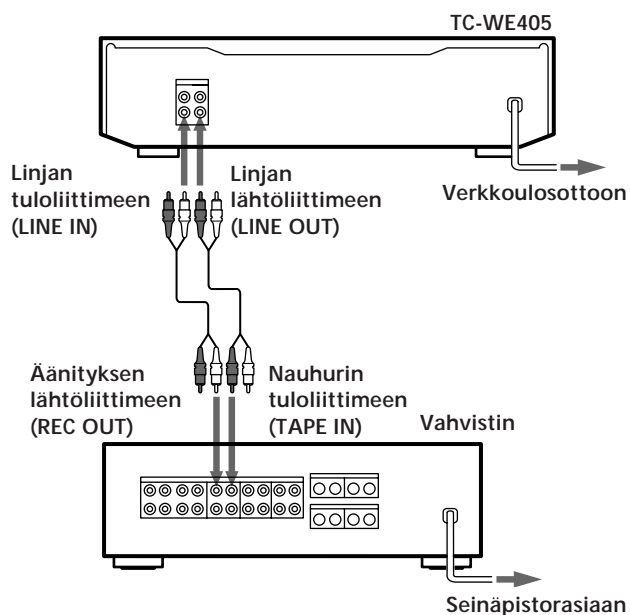 TC-WE405
Linjan
tuloliittimeen
(LINE IN)
Linjan
lähtöliittimeen
(LINE OUT)
Verkkoulosottoon
Äänityksen
lähtöliittimeen
(REC OUT)
Nauhurin
tuloliittimeen
(TAPE IN)
Vahvistin
Seinäpistorasiaan